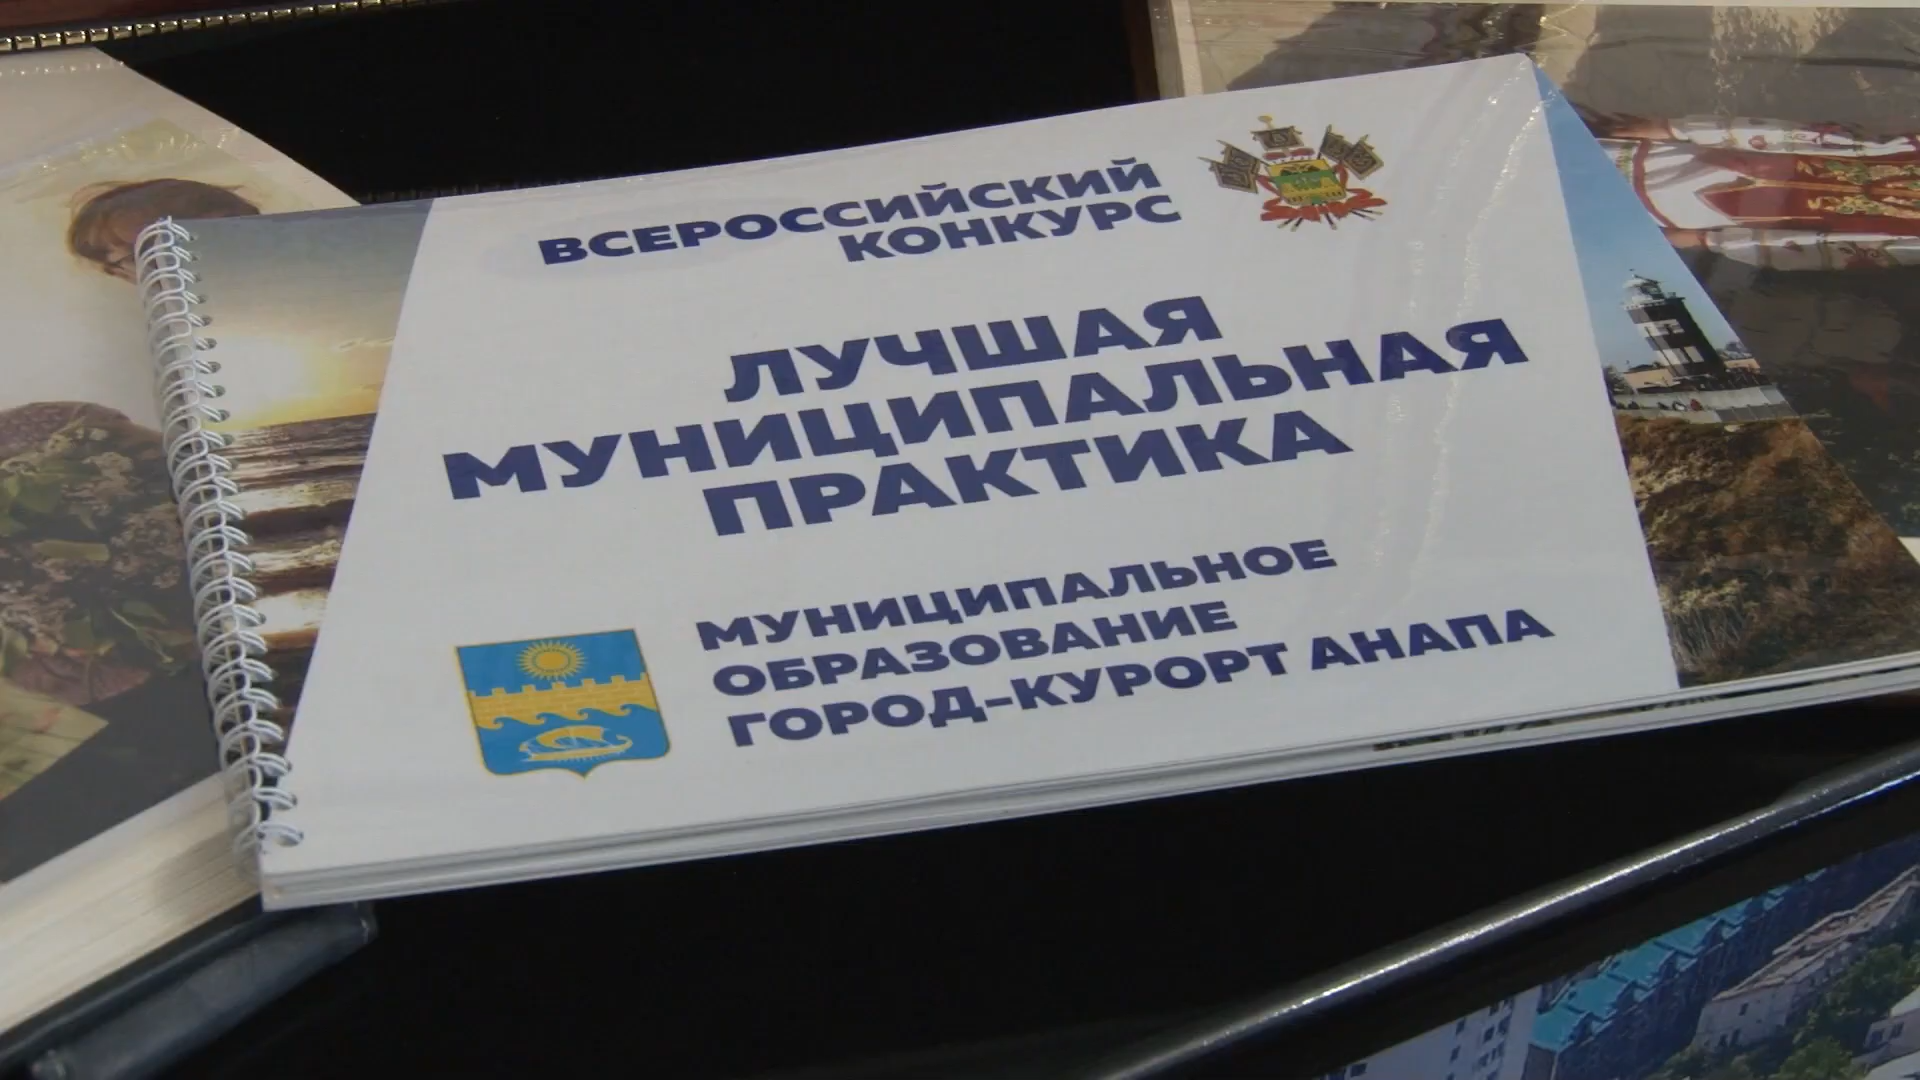 ВСЕРОССИЙСКИЙ
КОНКУРС
ЛУЧШАЯ
МУНИЦИПАЛЬНАЯ
ПРАКТИКА
МУНИЦИПАЛЬНОЕ
ОБРАЗОВАНИЕ
ГОРОД-КУРОРТ АНАПА